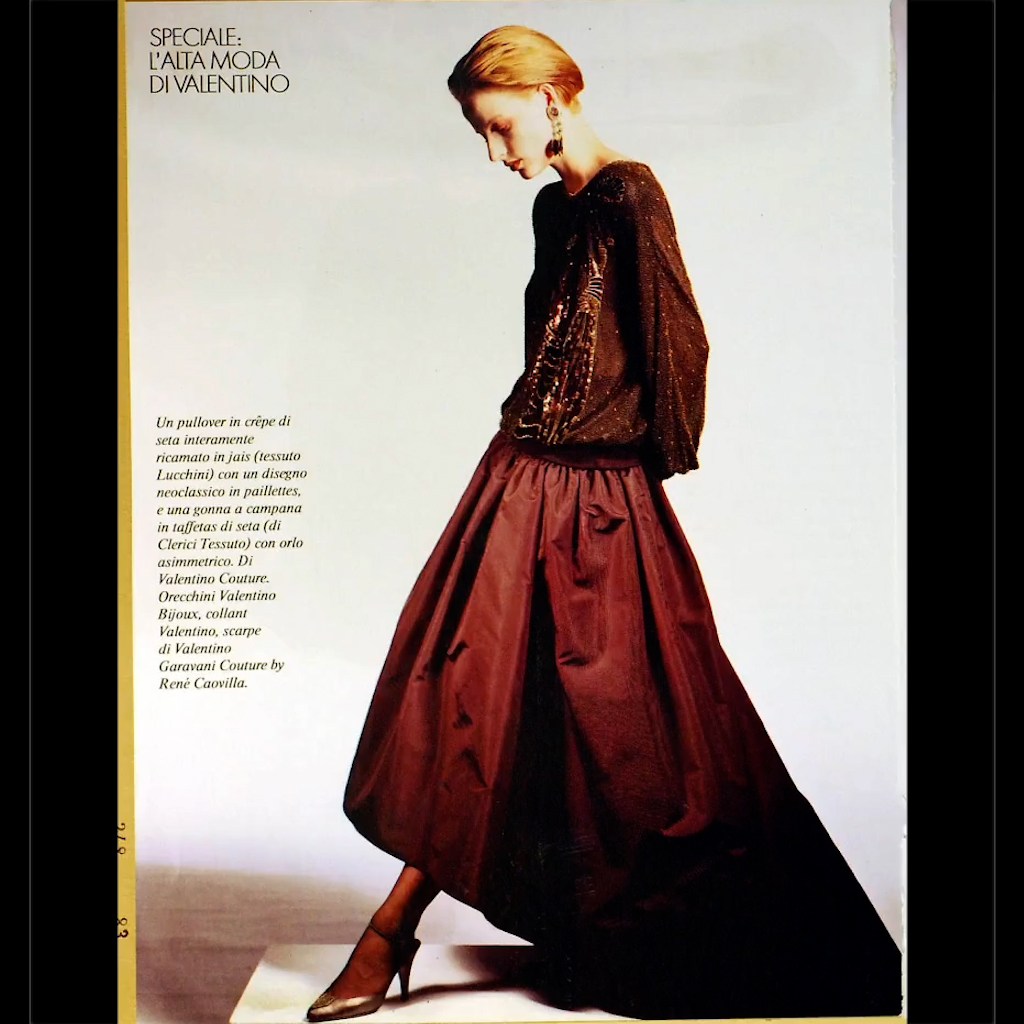 SPECIALE:
L'ALTA MODA
DI VALENTINO
Un pullover in crêpe di
seta interamente
ricamato in jais (tessuto
Lucchini) con un disegno
neoclassico in paillettes,
e una gonna a campana
in taffetas di seta (di
Clerici Tessuto) con orlo
asimmetrico. Di
Valentino Couture.
Orecchini Valentino
Bijoux, collant
Valentino, scarpe
di Valentino
Garavani Couture by
René Caovilla.